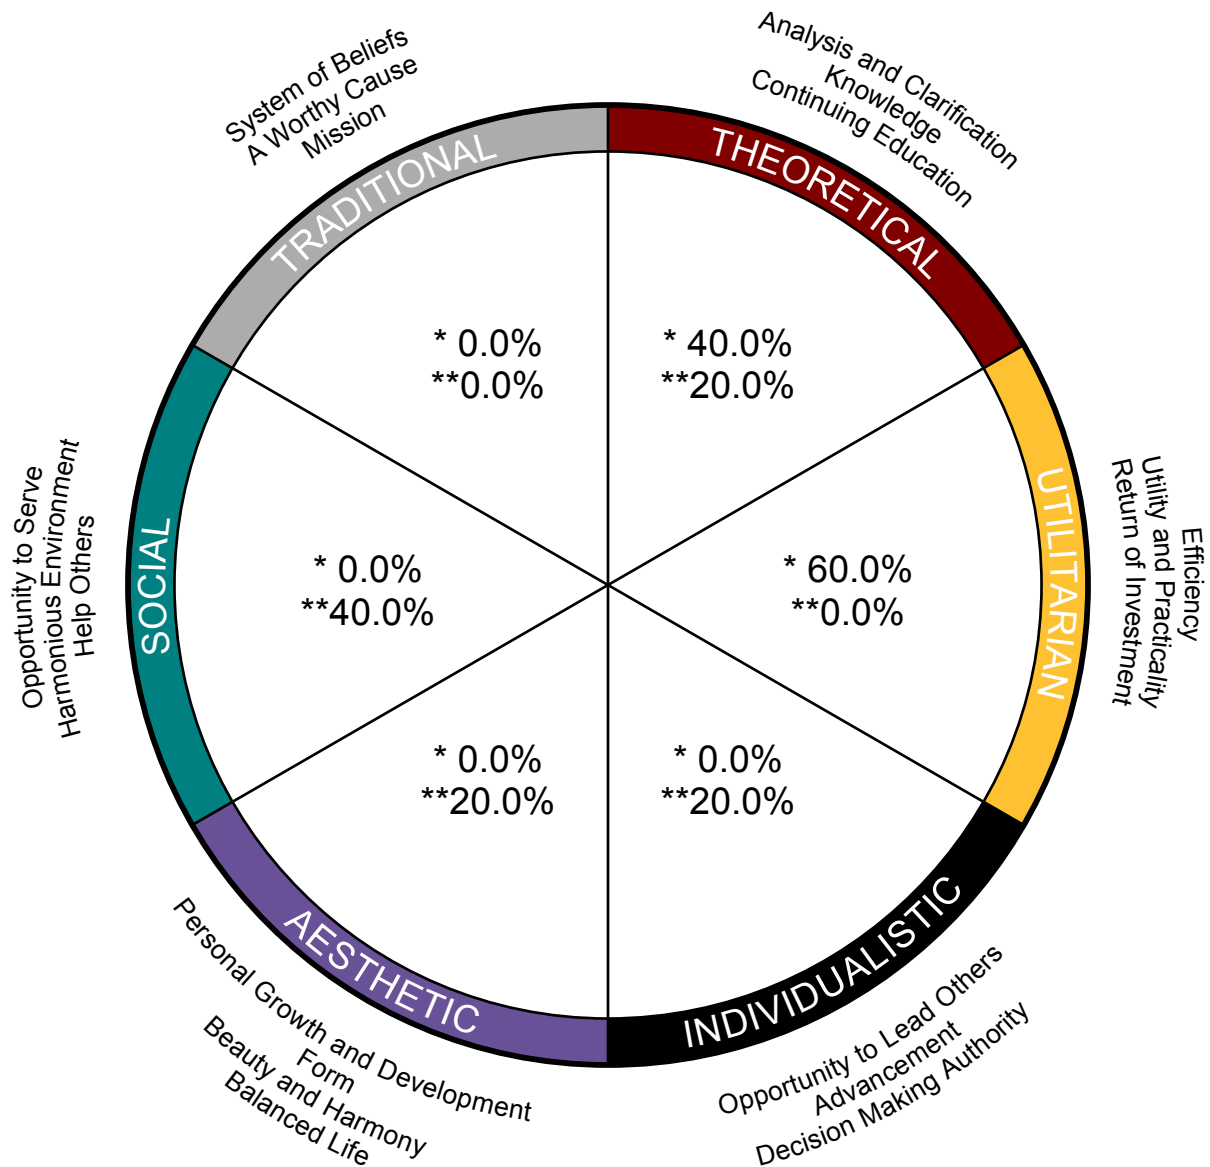 System of Beliefs
A Worthy Cause
Mission
Analysis and Clarification
Knowledge
Continuing Education
TRADITIONAL
THEORETICAL
* 0.0%
**0.0%
* 40.0%
**20.0%
Opportunity to Serve
Harmonious Environment
Help Others
SOCIAL
* 0.0%
**40.0%
* 60.0%
**0.0%
UTILITARIAN
Efficiency
Utility and Practicality
Return of Investment
* 0.0%
**20.0%
* 0.0%
**20.0%
AESTHETIC
INDIVIDUALISTIC
Personal Growth and Development
Form
Beauty and Harmony
Balanced Life
Opportunity to Lead Others
Advancement
Decision Making Authority